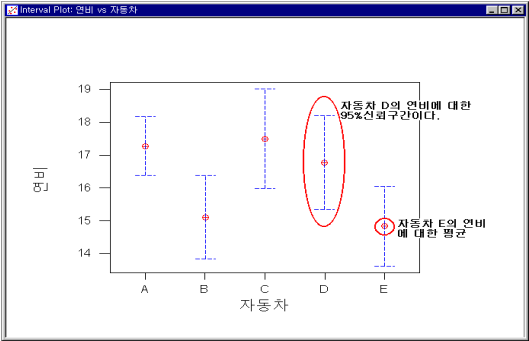 Interval Plot: 연비 vs 자동차
자동차 D의 연비에 대한
95%신뢰구간이다.
19
18
17
16
15
14
연비
자동차 E의 연비
에 대한 평균
A B C D E
자동차